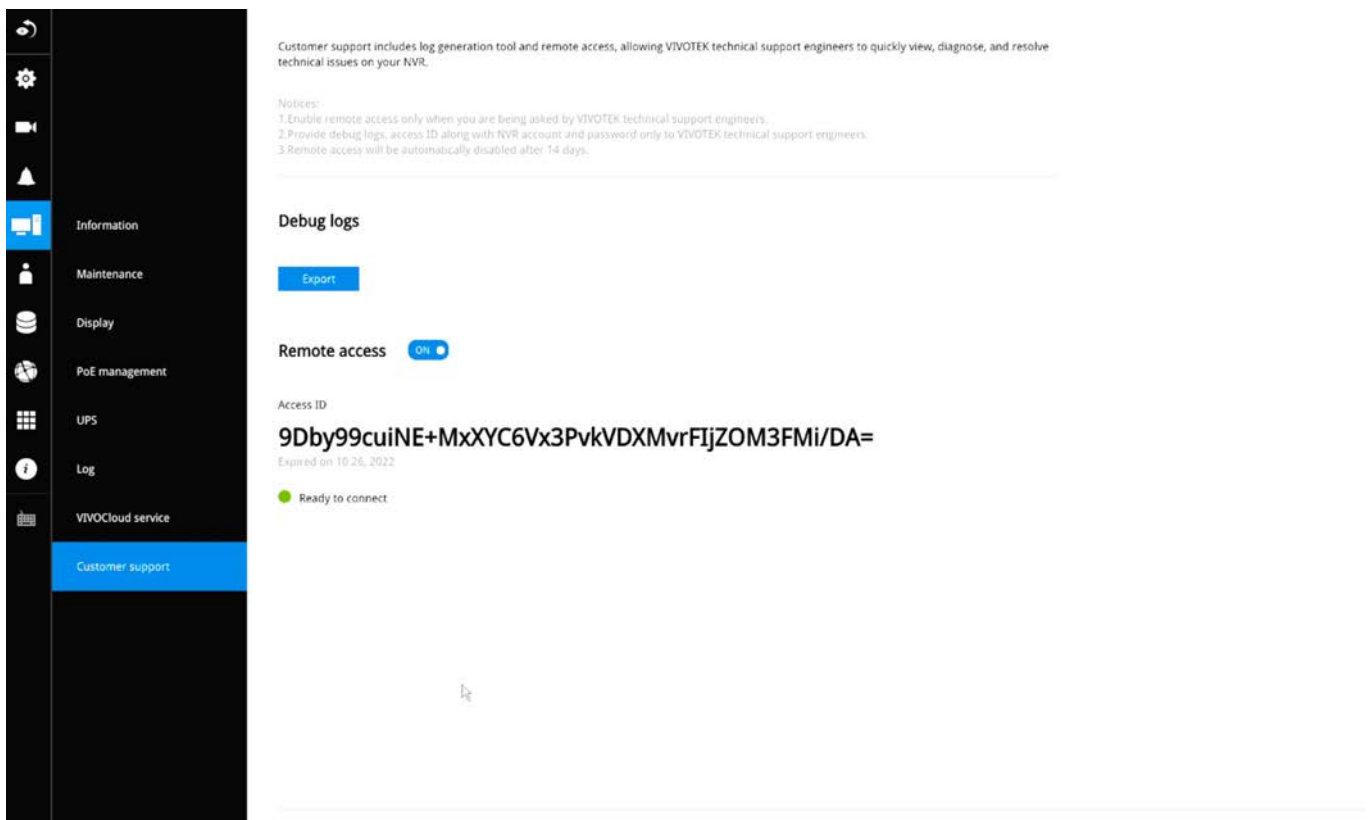 Customer support includes log generation tool and remote access, allowing VIVOTEK technical support engineers to quickly view, diagnose, and resolve
technical issues on your NVR.
Notices:
1.Enable remote access only when you are being asked by VIVOTEK technical support engineers.
2.Provide debug logs, access ID along with NVR account and password only to VIVOTEK technical support engineers.
3.Remote access will be automatically disabled after 14 days.
Information
Maintenance
Display
PoE management
UPS
Log
VIVOCloud service
Customer support
Debug logs
Export
Remote access ON
Access ID
9Dby99cuiNE+MxXYC6Vx3PvkVDXMvrFIjZOM3FMi/DA=
Expired on 10 26, 2022
Ready to connect